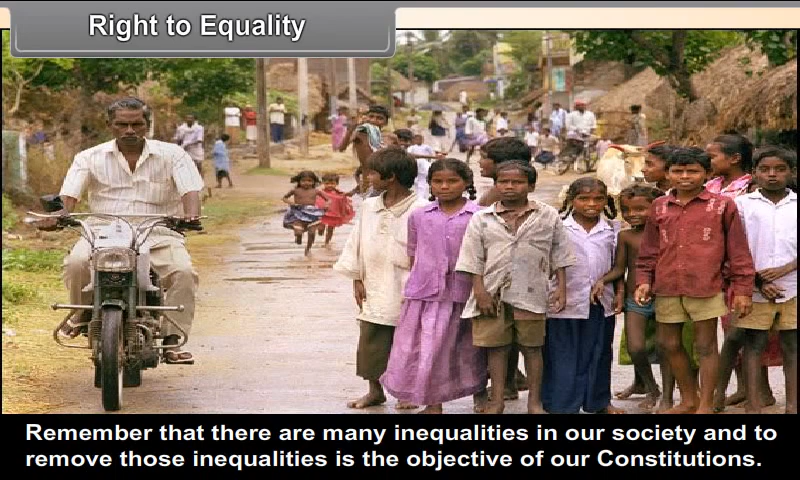 Right to Equality
Remember that there are many inequalities in our society and to
remove those inequalities is the objective of our Constitutions.